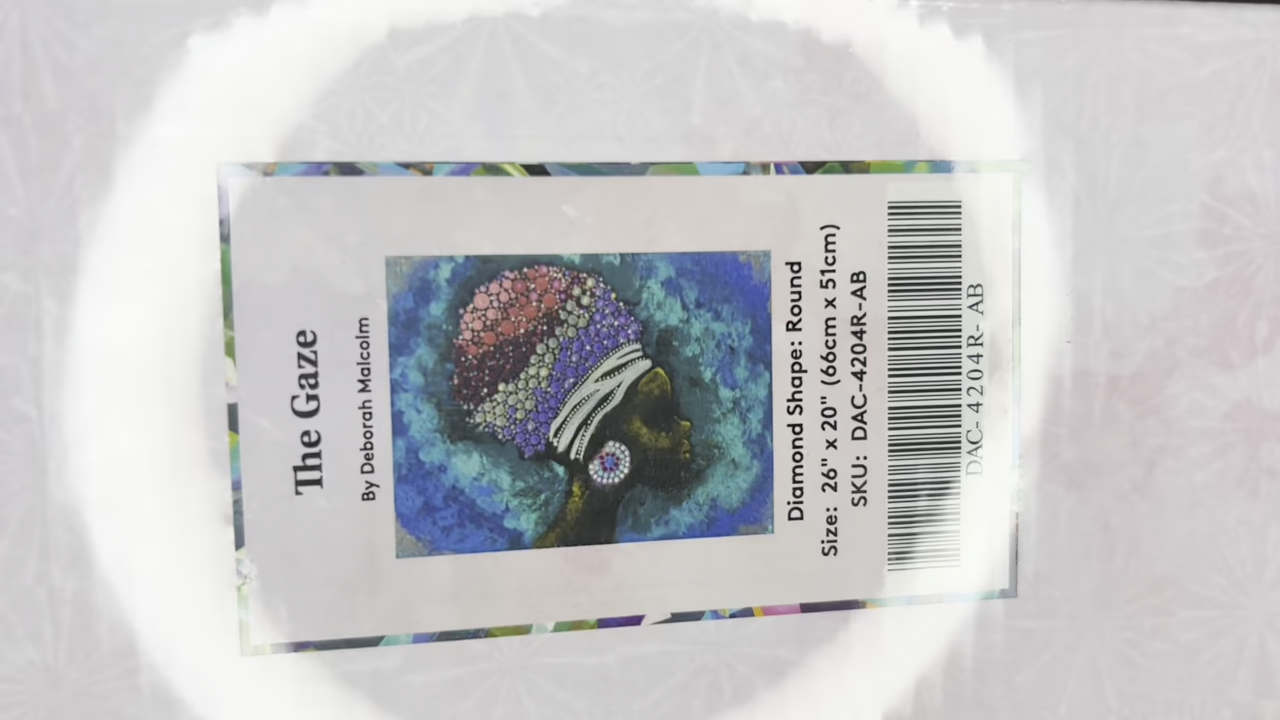 The Gaze
By Deborah Malcolm
Diamond Shape: Round
Size: 26" x 20" (66cm x 51cm)
SKU: DAC-4204R-AB
DAC- 4204R- AB